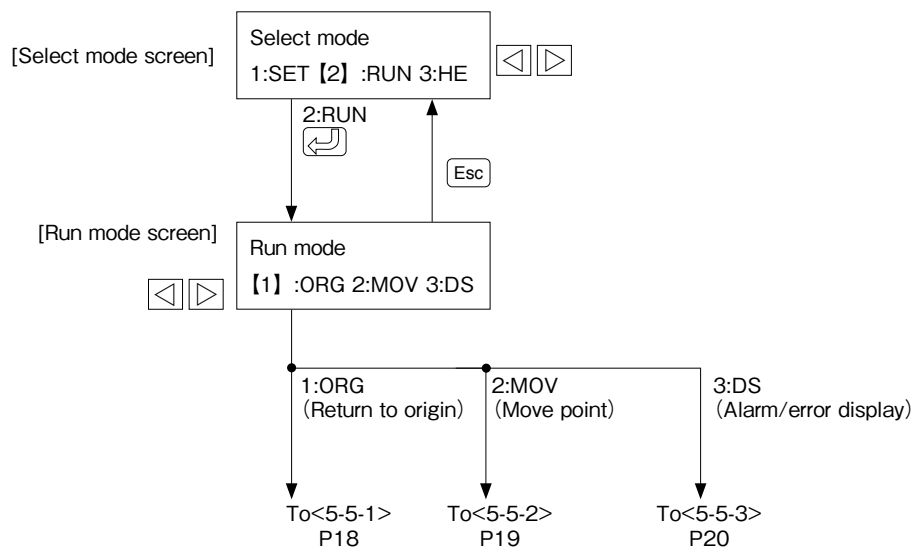 [Select mode screen]
Select mode
1:SET【2】:RUN 3:HE
2:RUN
Esc
[Run mode screen]
Run mode
【1】:ORG 2:MOV 3:DS
1:ORG
(Return to origin)
2:MOV
(Move point)
3:DS
(Alarm/error display)
To<5-5-1>
P18
To<5-5-2>
P19
To<5-5-3>
P20